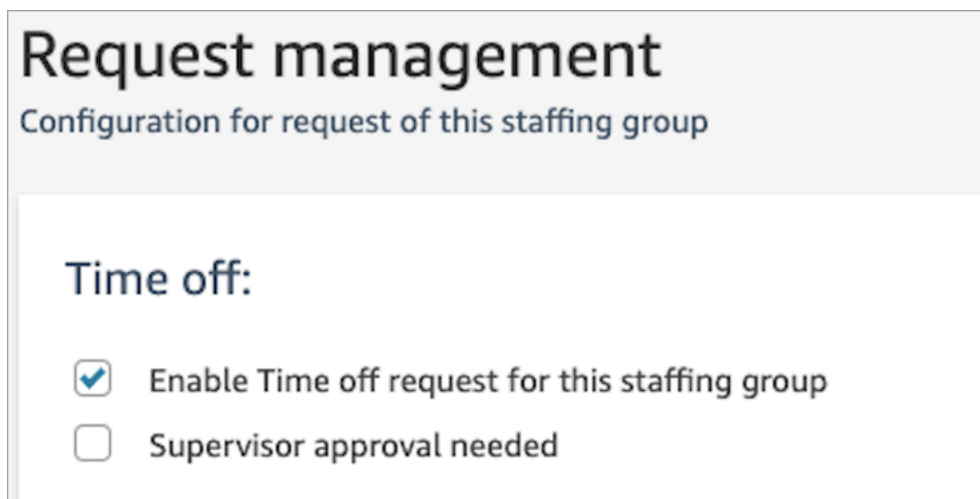 Request management
Configuration for request of this staffing group
Time off:
Enable Time off request for this staffing group
Supervisor approval needed